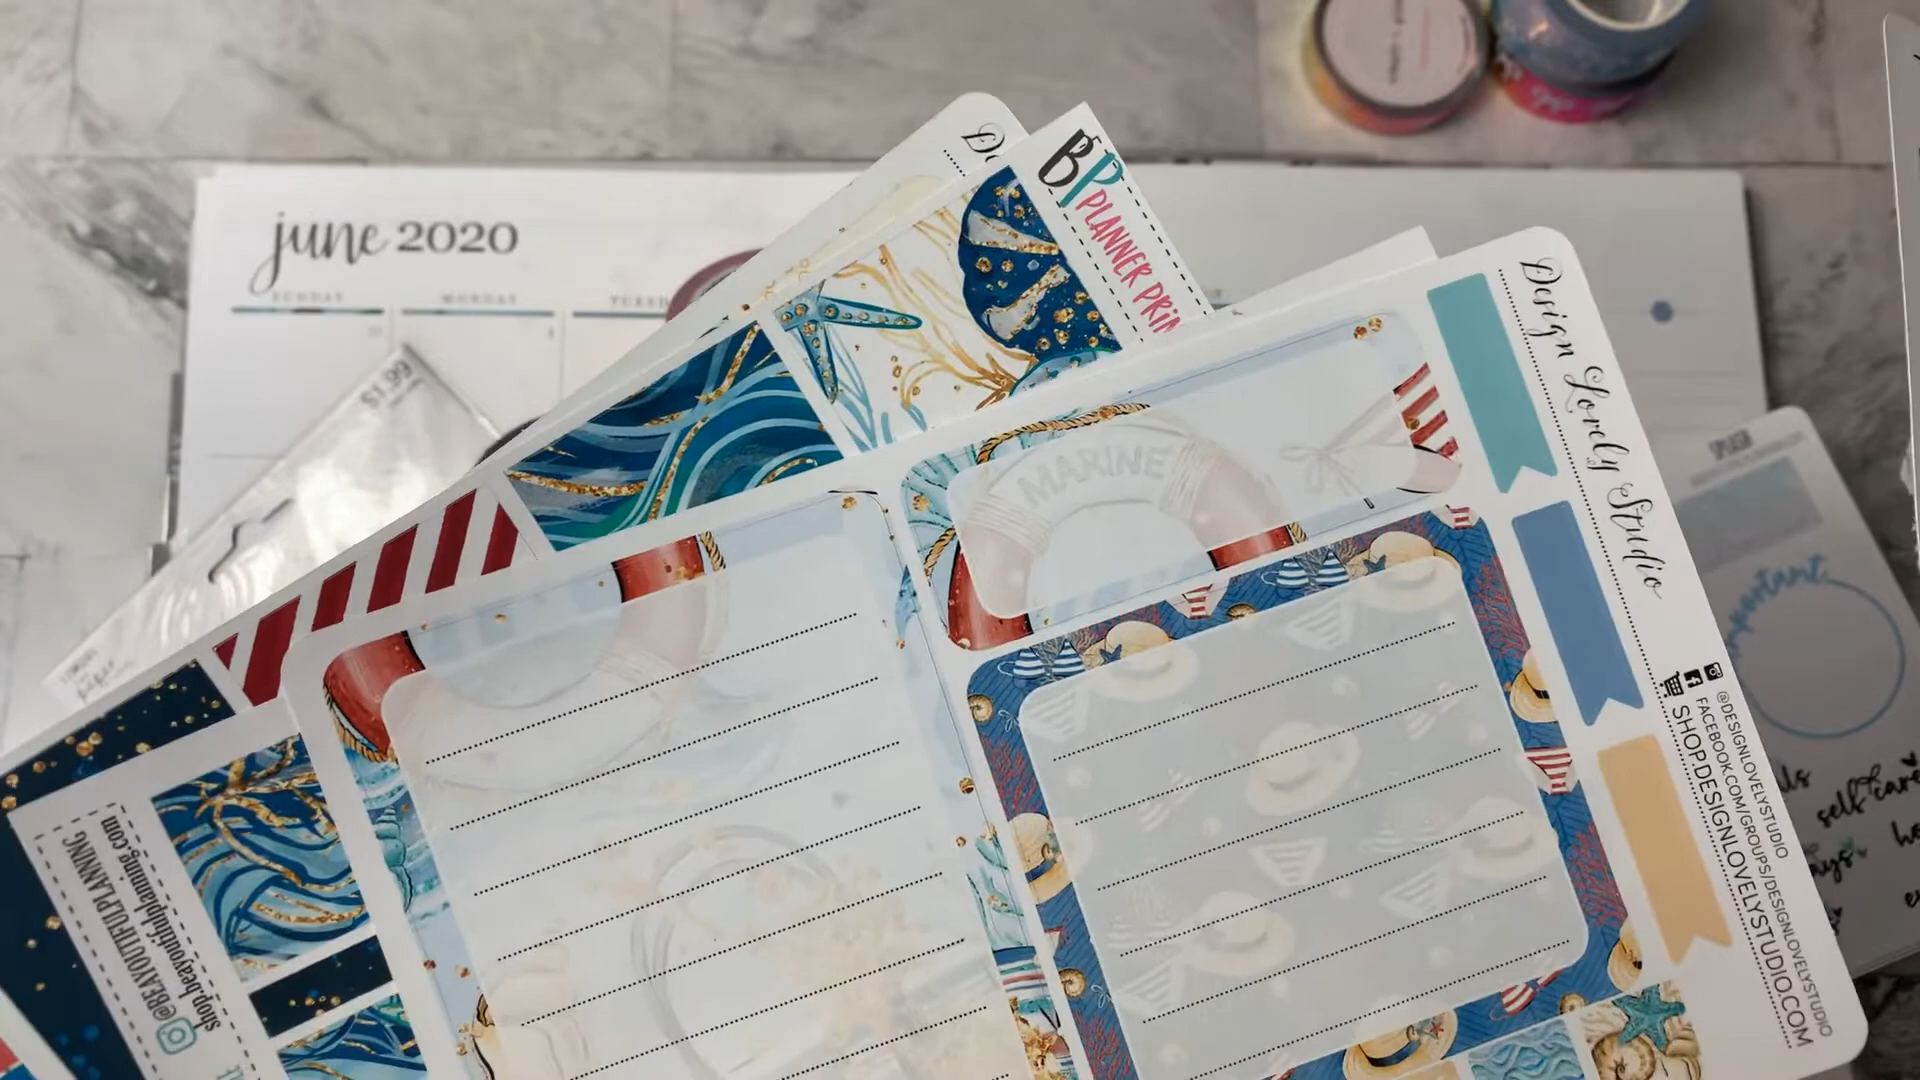 june 2020
SUNDAY
MONDAY
$1.99
BP PLANNER
MARINE
Design Lovely Studio
@DESIGNLOVELYSTUDIO
FACEBOOK.COM/GROUPS/DESIGNLOVELYSTUDIO
SHOPDESIGNLOVELYSTUDIO.COM
@BEAYOUTIFULPLANNING
shop.beayoutifulplanning.com
self care